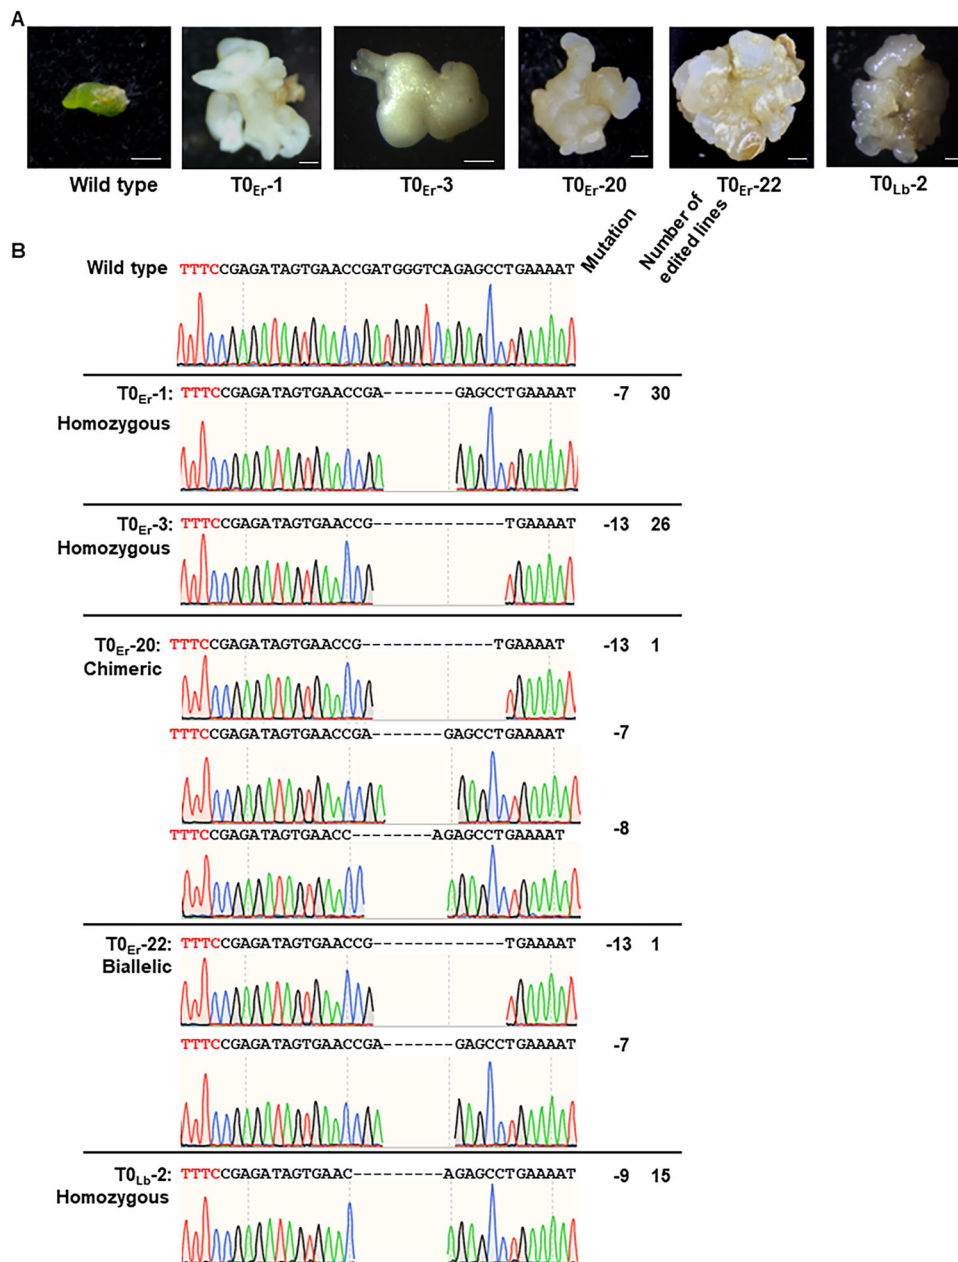 A
Wild type
T0Er-1
T0Er-3
T0Er-20
T0Er-22
T0Lb-2
B
Mutation
Number of edited lines
Wild type TTTCCGAGATAGTGAACCGATGGGTCAGAGCCTGAAAAT
T0Er-1: TTTCCGAGATAGTGAACCGA-------GAGCCTGAAAAT -7 30
Homozygous
T0Er-3: TTTCCGAGATAGTGAACCG-------------TGAAAAT -13 26
Homozygous
T0Er-20: TTTCCGAGATAGTGAACCG-------------TGAAAAT -13 1
Chimeric
TTTCCGAGATAGTGAACCGA-------GAGCCTGAAAAT -7
TTTCCGAGATAGTGAACC--------AGAGCCTGAAAAT -8
T0Er-22: TTTCCGAGATAGTGAACCG-------------TGAAAAT -13 1
Biallelic
TTTCCGAGATAGTGAACCGA-------GAGCCTGAAAAT -7
T0Lb-2: TTTCCGAGATAGTGAAC---------AGAGCCTGAAAAT -9 15
Homozygous